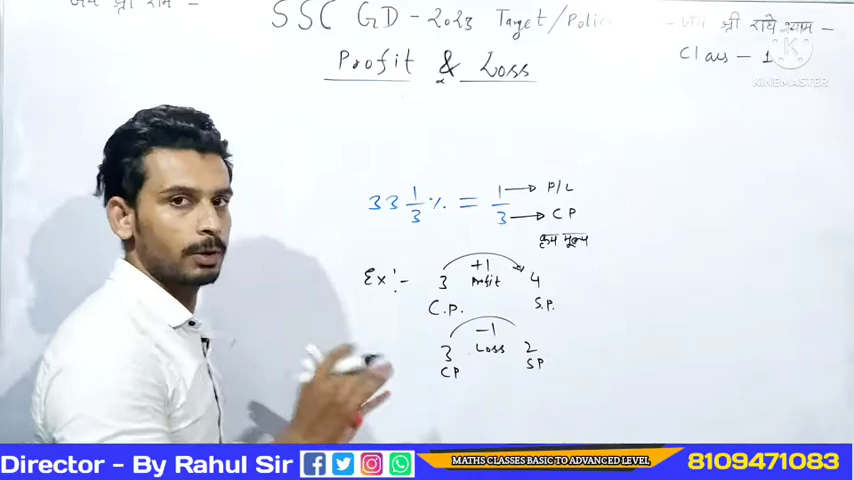 जय श्री राम -
SSC GD - 2023 Target/Police
- जय श्री राधे श्याम -
Class - 1
KINEMASTER
Profit & Loss
33 1/3 % = 1/3
P/L
CP
क्रय मूल्य
Ex:- 3 +1 Profit 4
C.P. S.P.
-1
3 Loss 2
CP SP
Director - By Rahul Sir
MATHS CLASSES BASIC TO ADVANCED LEVEL
8109471083